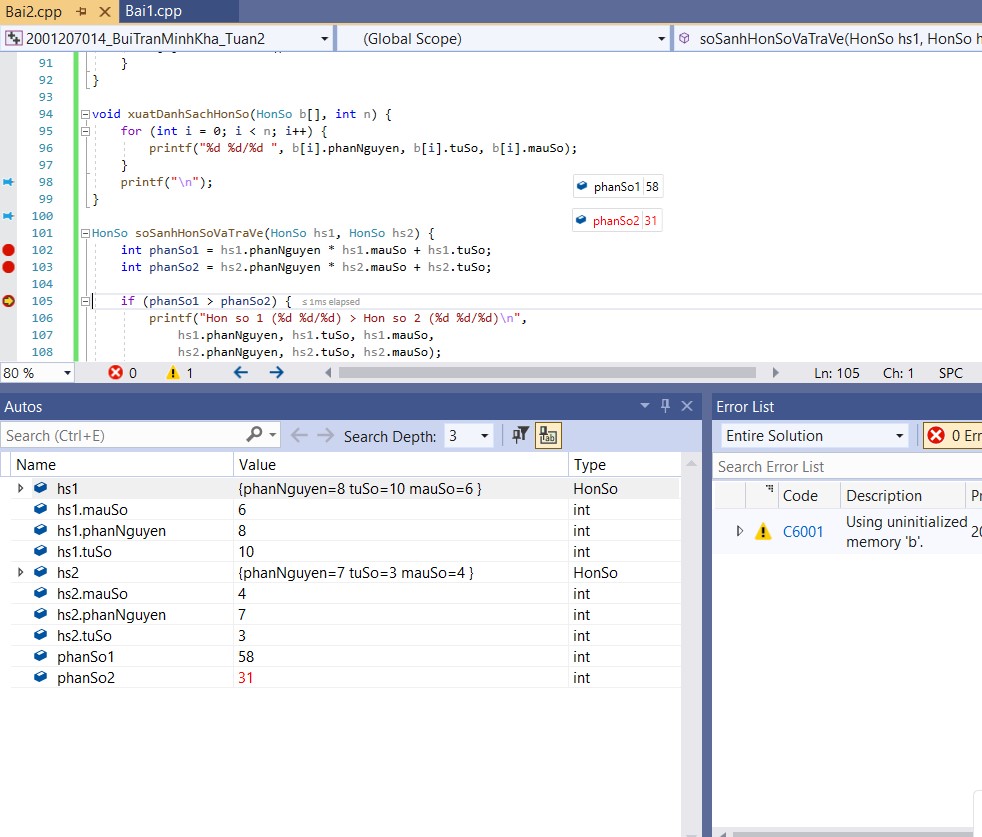 Bai2.cpp Bai1.cpp
2001207014_BuiTranMinhKha_Tuan2 (Global Scope) soSanhHonSoVaTraVe(HonSo hs1, HonSo h
91 }
92 }
93
94 void xuatDanhSachHonSo(HonSo b[], int n) {
95 for (int i = 0; i < n; i++) {
96 printf("%d %d/%d ", b[i].phanNguyen, b[i].tuSo, b[i].mauSo);
97 }
98 printf("\n");
phanSo1 58
99 }
100
phanSo2 31
101 HonSo soSanhHonSoVaTraVe(HonSo hs1, HonSo hs2) {
102 int phanSo1 = hs1.phanNguyen * hs1.mauSo + hs1.tuSo;
103 int phanSo2 = hs2.phanNguyen * hs2.mauSo + hs2.tuSo;
104
105 if (phanSo1 > phanSo2) { ≤ 1ms elapsed
106 printf("Hon so 1 (%d %d/%d) > Hon so 2 (%d %d/%d)\n",
107 hs1.phanNguyen, hs1.tuSo, hs1.mauSo,
108 hs2.phanNguyen, hs2.tuSo, hs2.mauSo);
80 % 0 1 Ln: 105 Ch: 1 SPC
Autos
Search (Ctrl+E) Search Depth: 3
Name Value Type
hs1 {phanNguyen=8 tuSo=10 mauSo=6 } HonSo
hs1.mauSo 6 int
hs1.phanNguyen 8 int
hs1.tuSo 10 int
hs2 {phanNguyen=7 tuSo=3 mauSo=4 } HonSo
hs2.mauSo 4 int
hs2.phanNguyen 7 int
hs2.tuSo 3 int
phanSo1 58 int
phanSo2 31 int
Error List
Entire Solution 0 Err
Search Error List
Code Description Pr
C6001 Using uninitialized 20
memory 'b'.